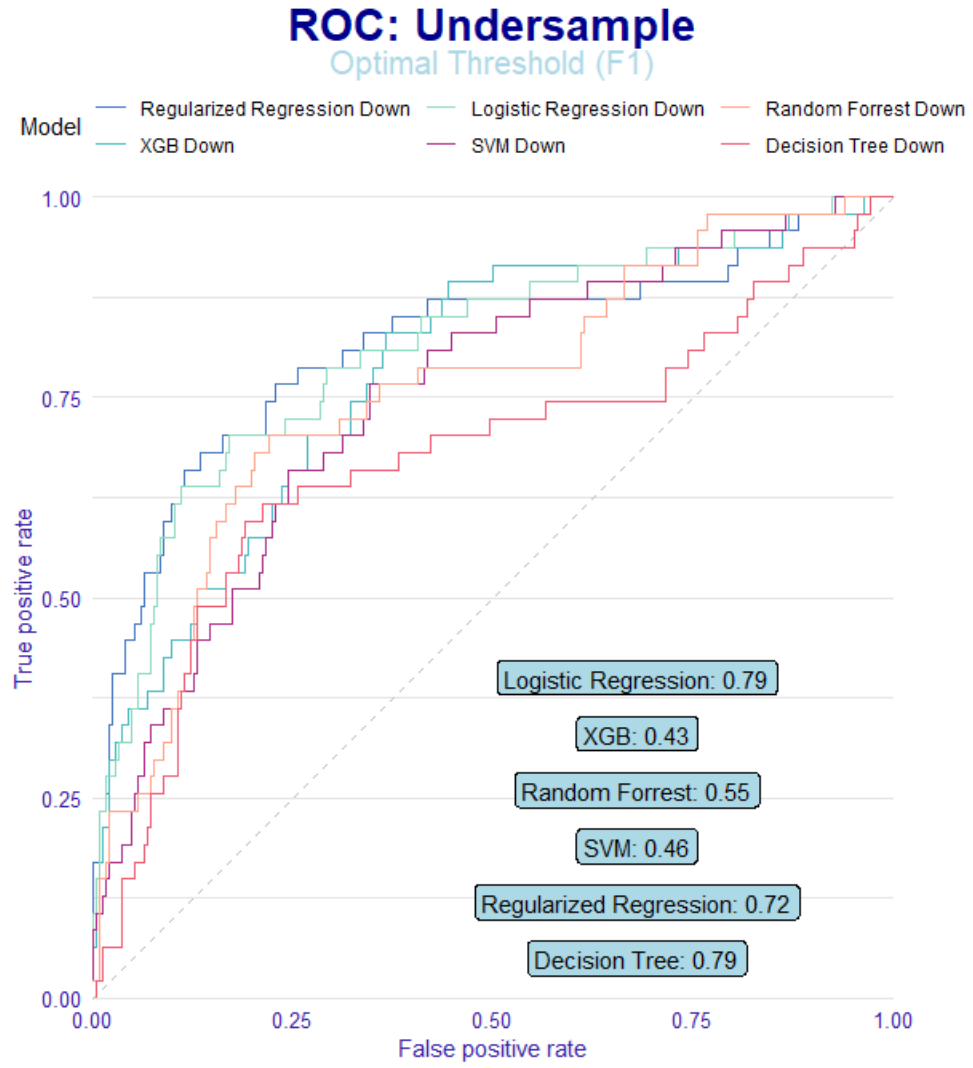 ROC: Undersample
Optimal Threshold (F1)
Model
Regularized Regression Down
Logistic Regression Down
Random Forrest Down
XGB Down
SVM Down
Decision Tree Down
1.00
0.75
0.50
0.25
0.00
True positive rate
Logistic Regression: 0.79
XGB: 0.43
Random Forrest: 0.55
SVM: 0.46
Regularized Regression: 0.72
Decision Tree: 0.79
0.00 0.25 0.50 0.75 1.00
False positive rate